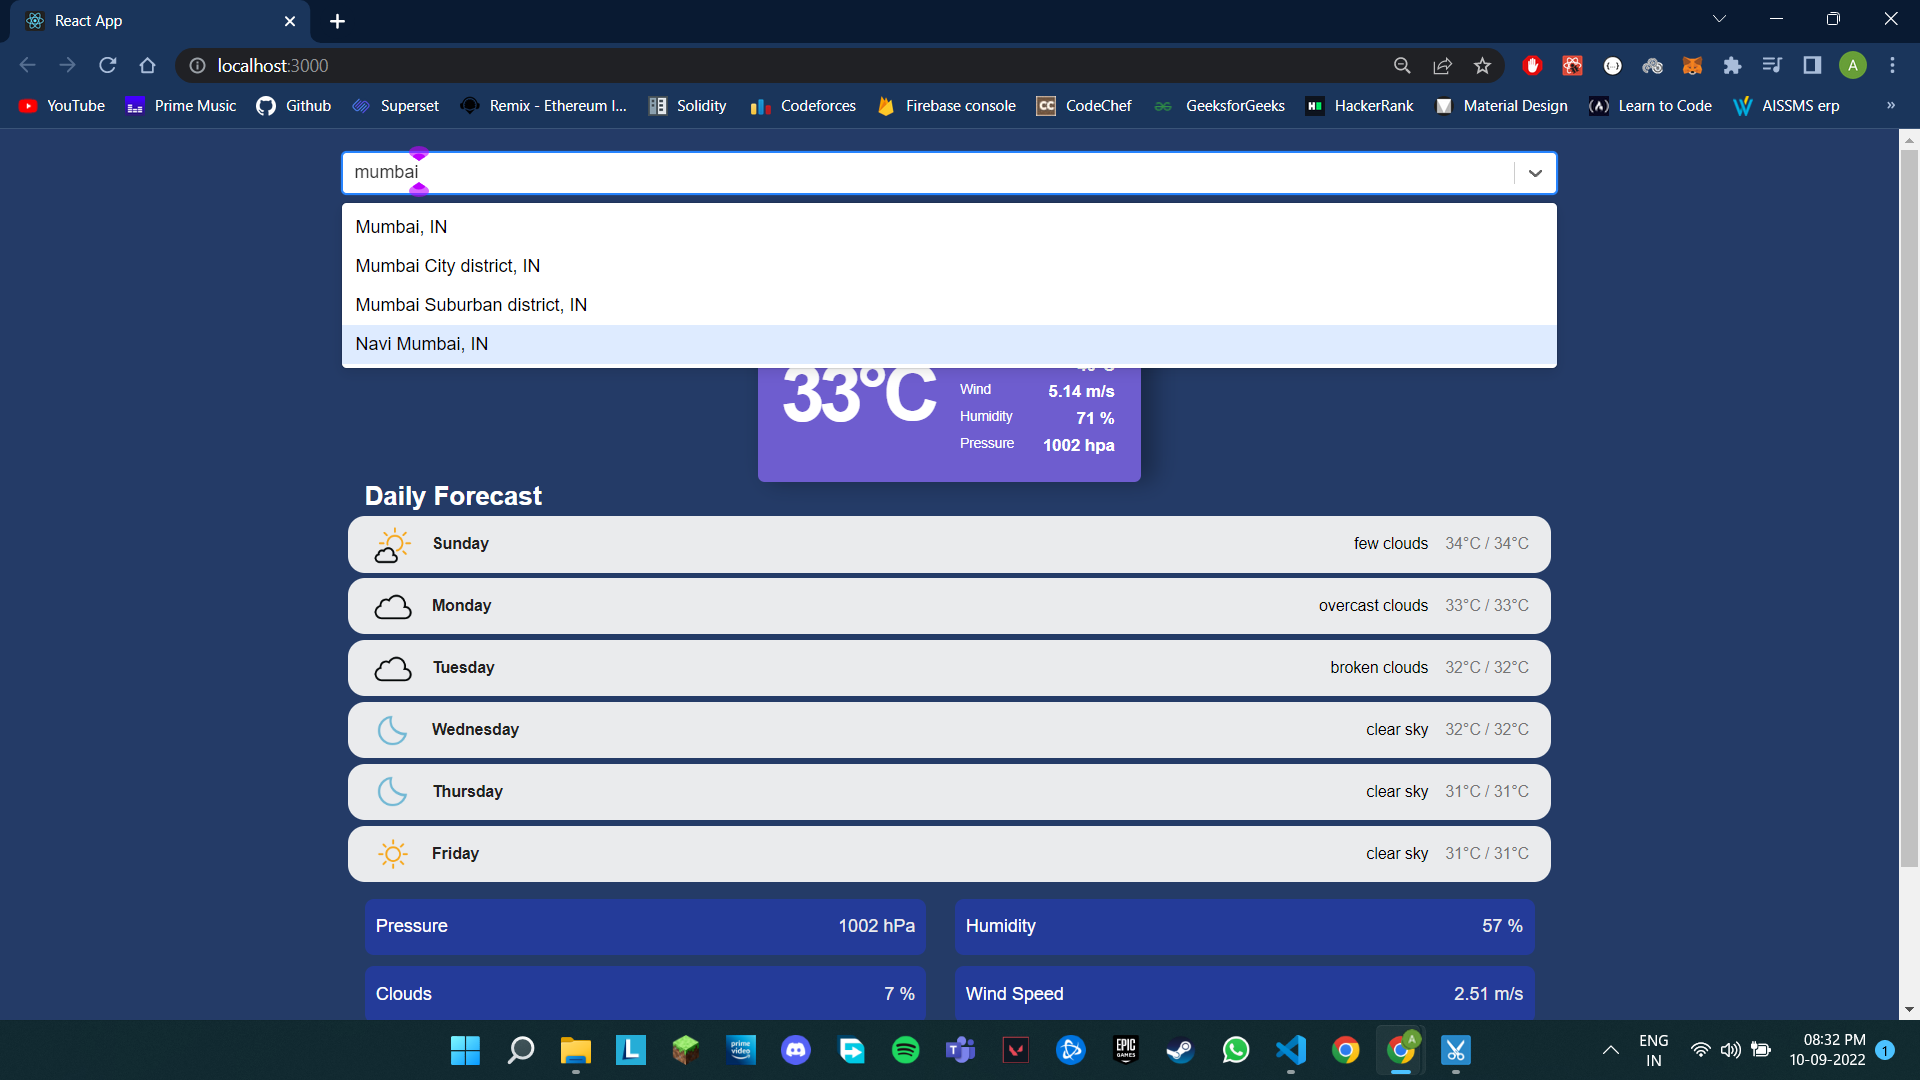 React App
localhost:3000
YouTube
Prime Music
Github
Superset
Remix - Ethereum I...
Solidity
Codeforces
Firebase console
CodeChef
GeeksforGeeks
HackerRank
Material Design
Learn to Code
AISSMS erp
mumbai
Mumbai, IN
Mumbai City district, IN
Mumbai Suburban district, IN
Navi Mumbai, IN
33°C
Wind 5.14 m/s
Humidity 71 %
Pressure 1002 hpa
Daily Forecast
Sunday few clouds 34°C / 34°C
Monday overcast clouds 33°C / 33°C
Tuesday broken clouds 32°C / 32°C
Wednesday clear sky 32°C / 32°C
Thursday clear sky 31°C / 31°C
Friday clear sky 31°C / 31°C
Pressure 1002 hPa
Humidity 57 %
Clouds 7 %
Wind Speed 2.51 m/s
ENG
IN
08:32 PM
10-09-2022
1